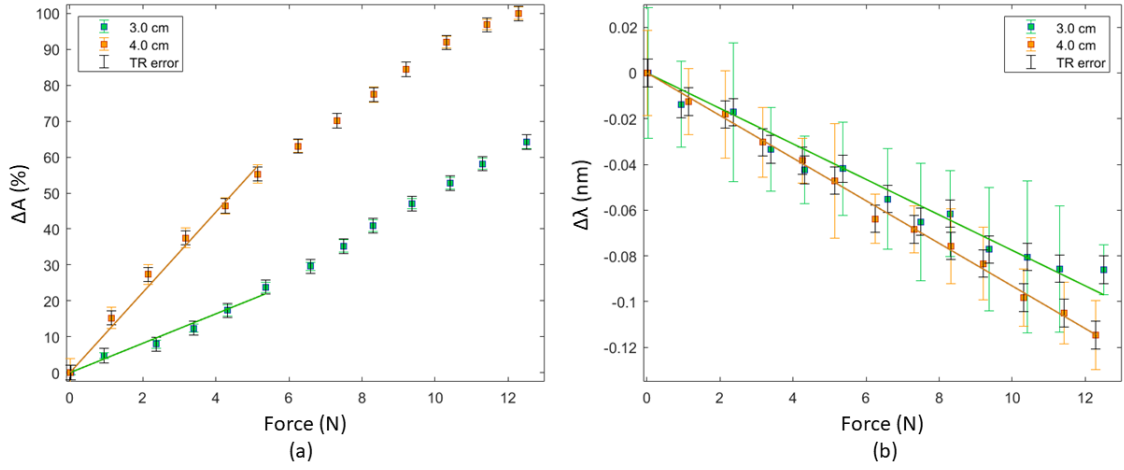 3.0 cm
4.0 cm
TR error
100
90
80
70
60
50
40
30
20
10
0
ΔA (%)
0
2
4
6
8
10
12
Force (N)
(a)
3.0 cm
4.0 cm
TR error
0.02
0
-0.02
-0.04
-0.06
-0.08
-0.1
-0.12
Δλ (nm)
0
2
4
6
8
10
12
Force (N)
(b)